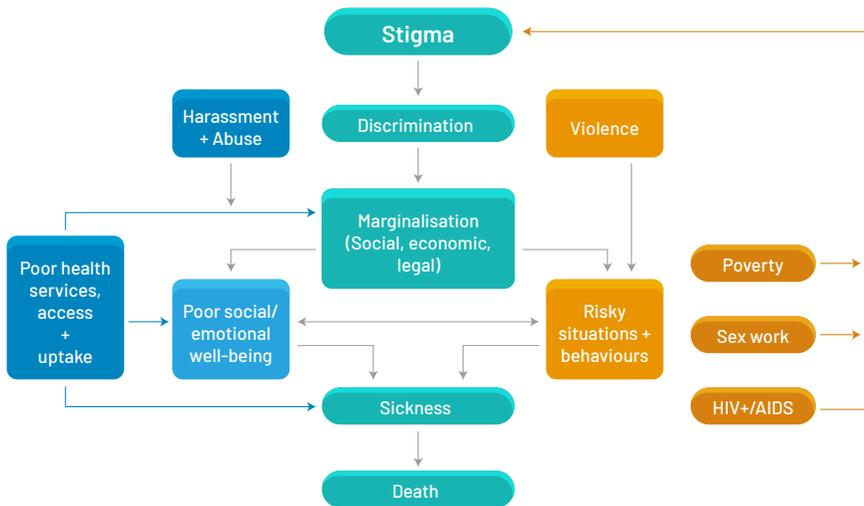 Stigma
Harassment
+ Abuse
Discrimination
Violence
Marginalisation
(Social, economic,
legal)
Poor health
services,
access
+
uptake
Poor social/
emotional
well-being
Risky
situations +
behaviours
Poverty
Sex work
HIV+/AIDS
Sickness
Death